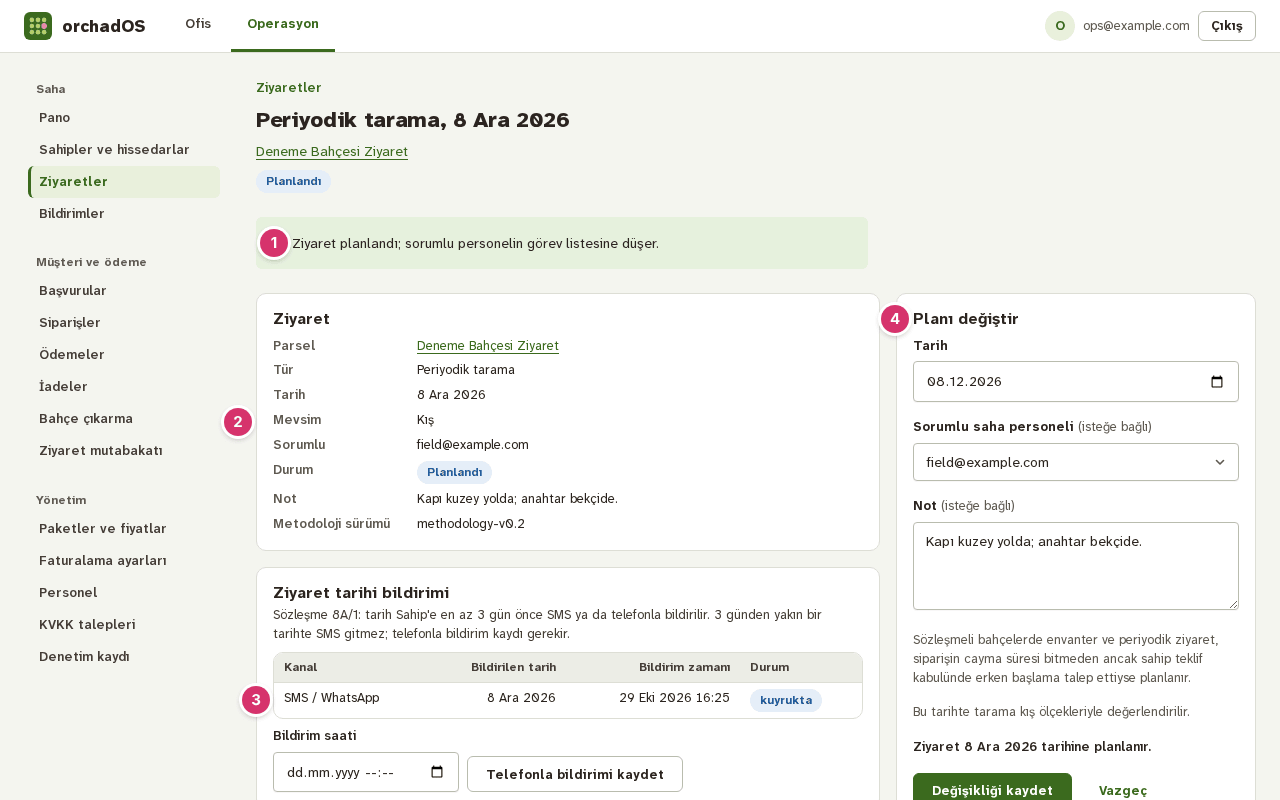 orchadOS
Ofis
Operasyon
O
ops@example.com
Çıkış
Saha
Pano
Sahipler ve hissedarlar
Ziyaretler
Bildirimler
Müşteri ve ödeme
Başvurular
Siparişler
Ödemeler
İadeler
Bahçe çıkarma
Ziyaret mutabakatı
Yönetim
Paketler ve fiyatlar
Faturalama ayarları
Personel
KVKK talepleri
Denetim kaydı
Ziyaretler
Periyodik tarama, 8 Ara 2026
Deneme Bahçesi Ziyaret
Planlandı
1
Ziyaret planlandı; sorumlu personelin görev listesine düşer.
Ziyaret
Parsel Deneme Bahçesi Ziyaret
Tür Periyodik tarama
Tarih 8 Ara 2026
2
Mevsim Kış
Sorumlu field@example.com
Durum Planlandı
Not Kapı kuzey yolda; anahtar bekçide.
Metodoloji sürümü methodology-v0.2
Ziyaret tarihi bildirimi
Sözleşme 8A/1: tarih Sahip'e en az 3 gün önce SMS ya da telefonla bildirilir. 3 günden yakın bir
tarihte SMS gitmez; telefonla bildirim kaydı gerekir.
Kanal Bildirilen tarih Bildirim zamanı Durum
3
SMS / WhatsApp 8 Ara 2026 29 Eki 2026 16:25 kuyrukta
Bildirim saati
dd.mm.yyyy --:-- Telefonla bildirimi kaydet
4
Planı değiştir
Tarih
08.12.2026
Sorumlu saha personeli (isteğe bağlı)
field@example.com
Not (isteğe bağlı)
Kapı kuzey yolda; anahtar bekçide.
Sözleşmeli bahçelerde envanter ve periyodik ziyaret,
siparişin cayma süresi bitmeden ancak sahip teklif
kabulünde erken başlama talep ettiyse planlanır.
Bu tarihte tarama kış ölçekleriyle değerlendirilir.
Ziyaret 8 Ara 2026 tarihine planlanır.
Değişikliği kaydet Vazgeç